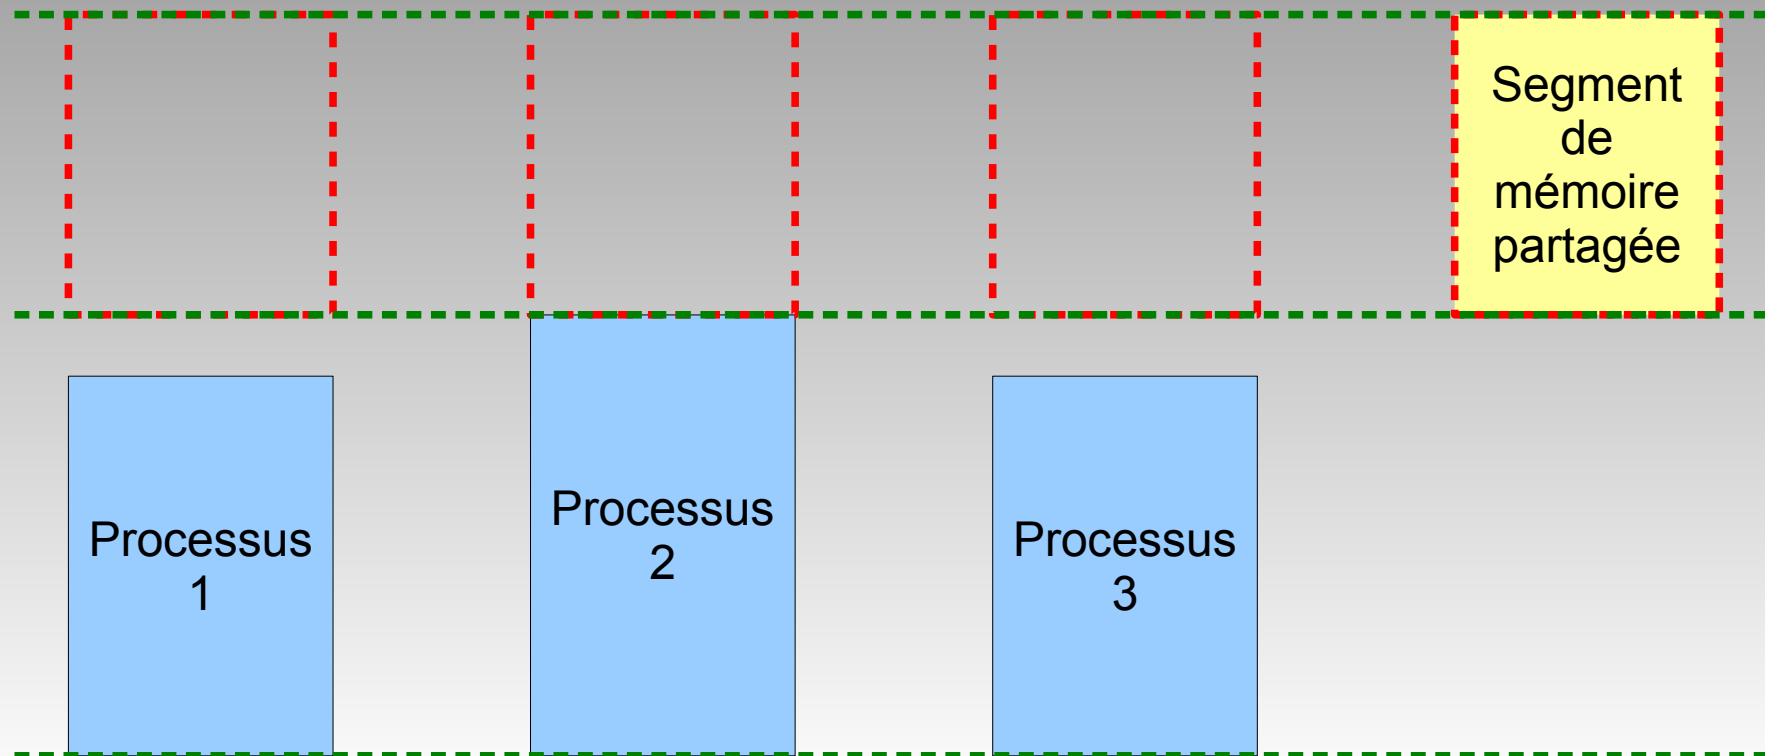 Segment
de
mémoire
partagée
Processus
1
Processus
2
Processus
3